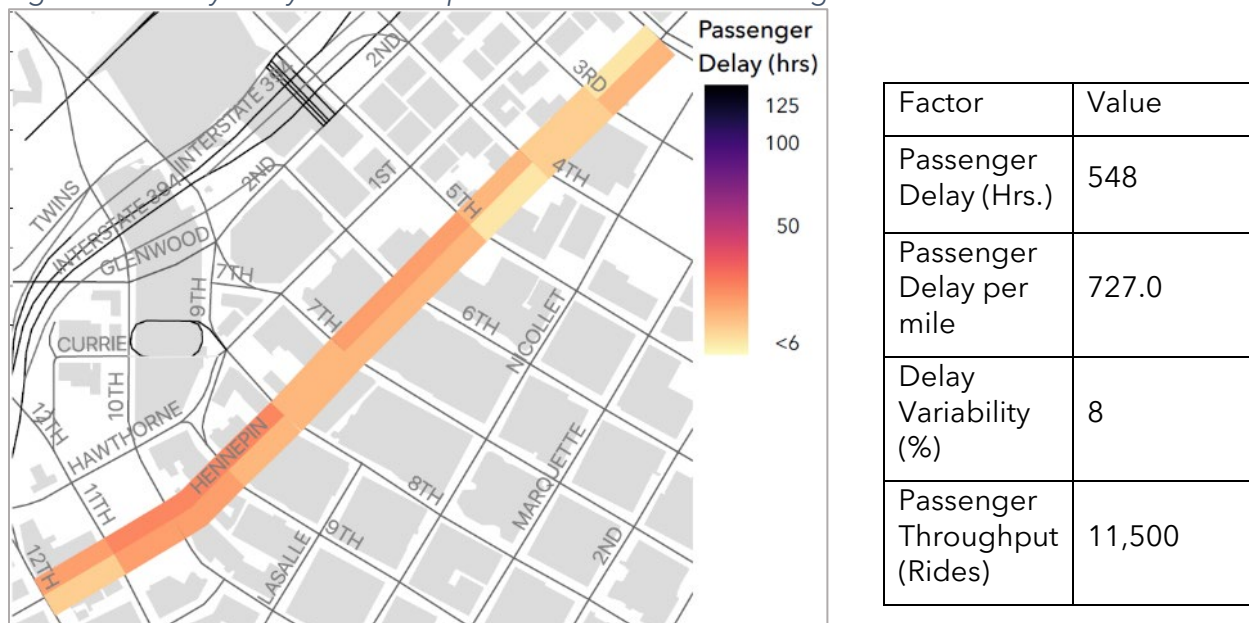 Passenger
Delay (hrs)
125
100
50
<6
2ND
3RD
INTERSTATE 394
4TH
2ND
1ST
TWINS
INTERSTATE 394
5TH
GLENWOOD
7TH
9TH
7TH
6TH
NICOLLET
CURRIE
10TH
12TH
HAWTHORNE
HENNEPIN
MARQUETTE
8TH
11TH
9TH
2ND
LASALLE
12TH
Factor Value
Passenger
Delay (Hrs.) 548
Passenger
Delay per
mile 727.0
Delay
Variability
(%) 8
Passenger
Throughput
(Rides) 11,500